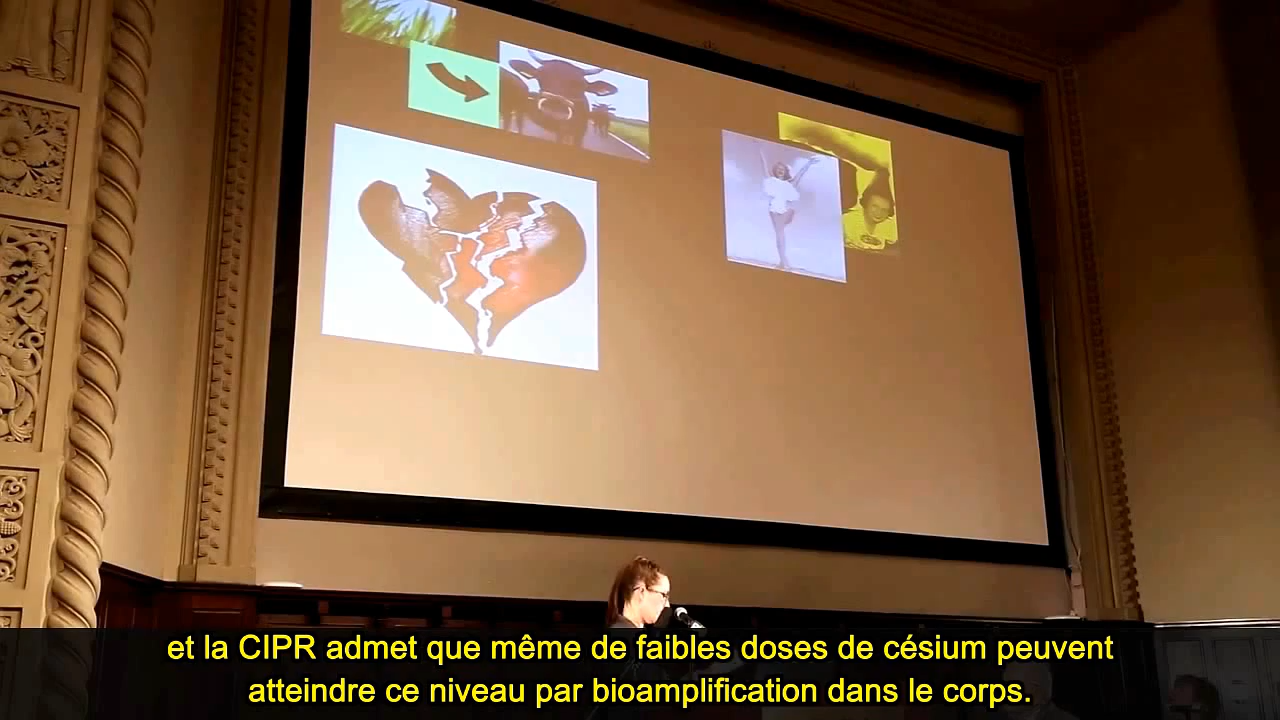 et la CIPR admet que même de faibles doses de césium peuvent
atteindre ce niveau par bioamplification dans le corps.